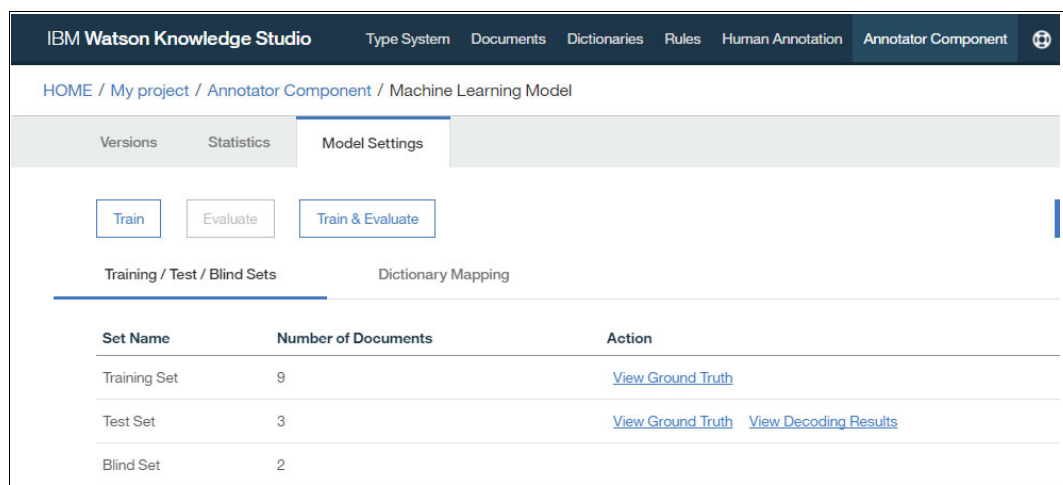 IBM Watson Knowledge Studio Type System Documents Dictionaries Rules Human Annotation Annotator Component
HOME / My project / Annotator Component / Machine Learning Model
Versions Statistics Model Settings
Train Evaluate Train & Evaluate
Training / Test / Blind Sets Dictionary Mapping
Set Name Number of Documents Action
Training Set 9 View Ground Truth
Test Set 3 View Ground Truth View Decoding Results
Blind Set 2